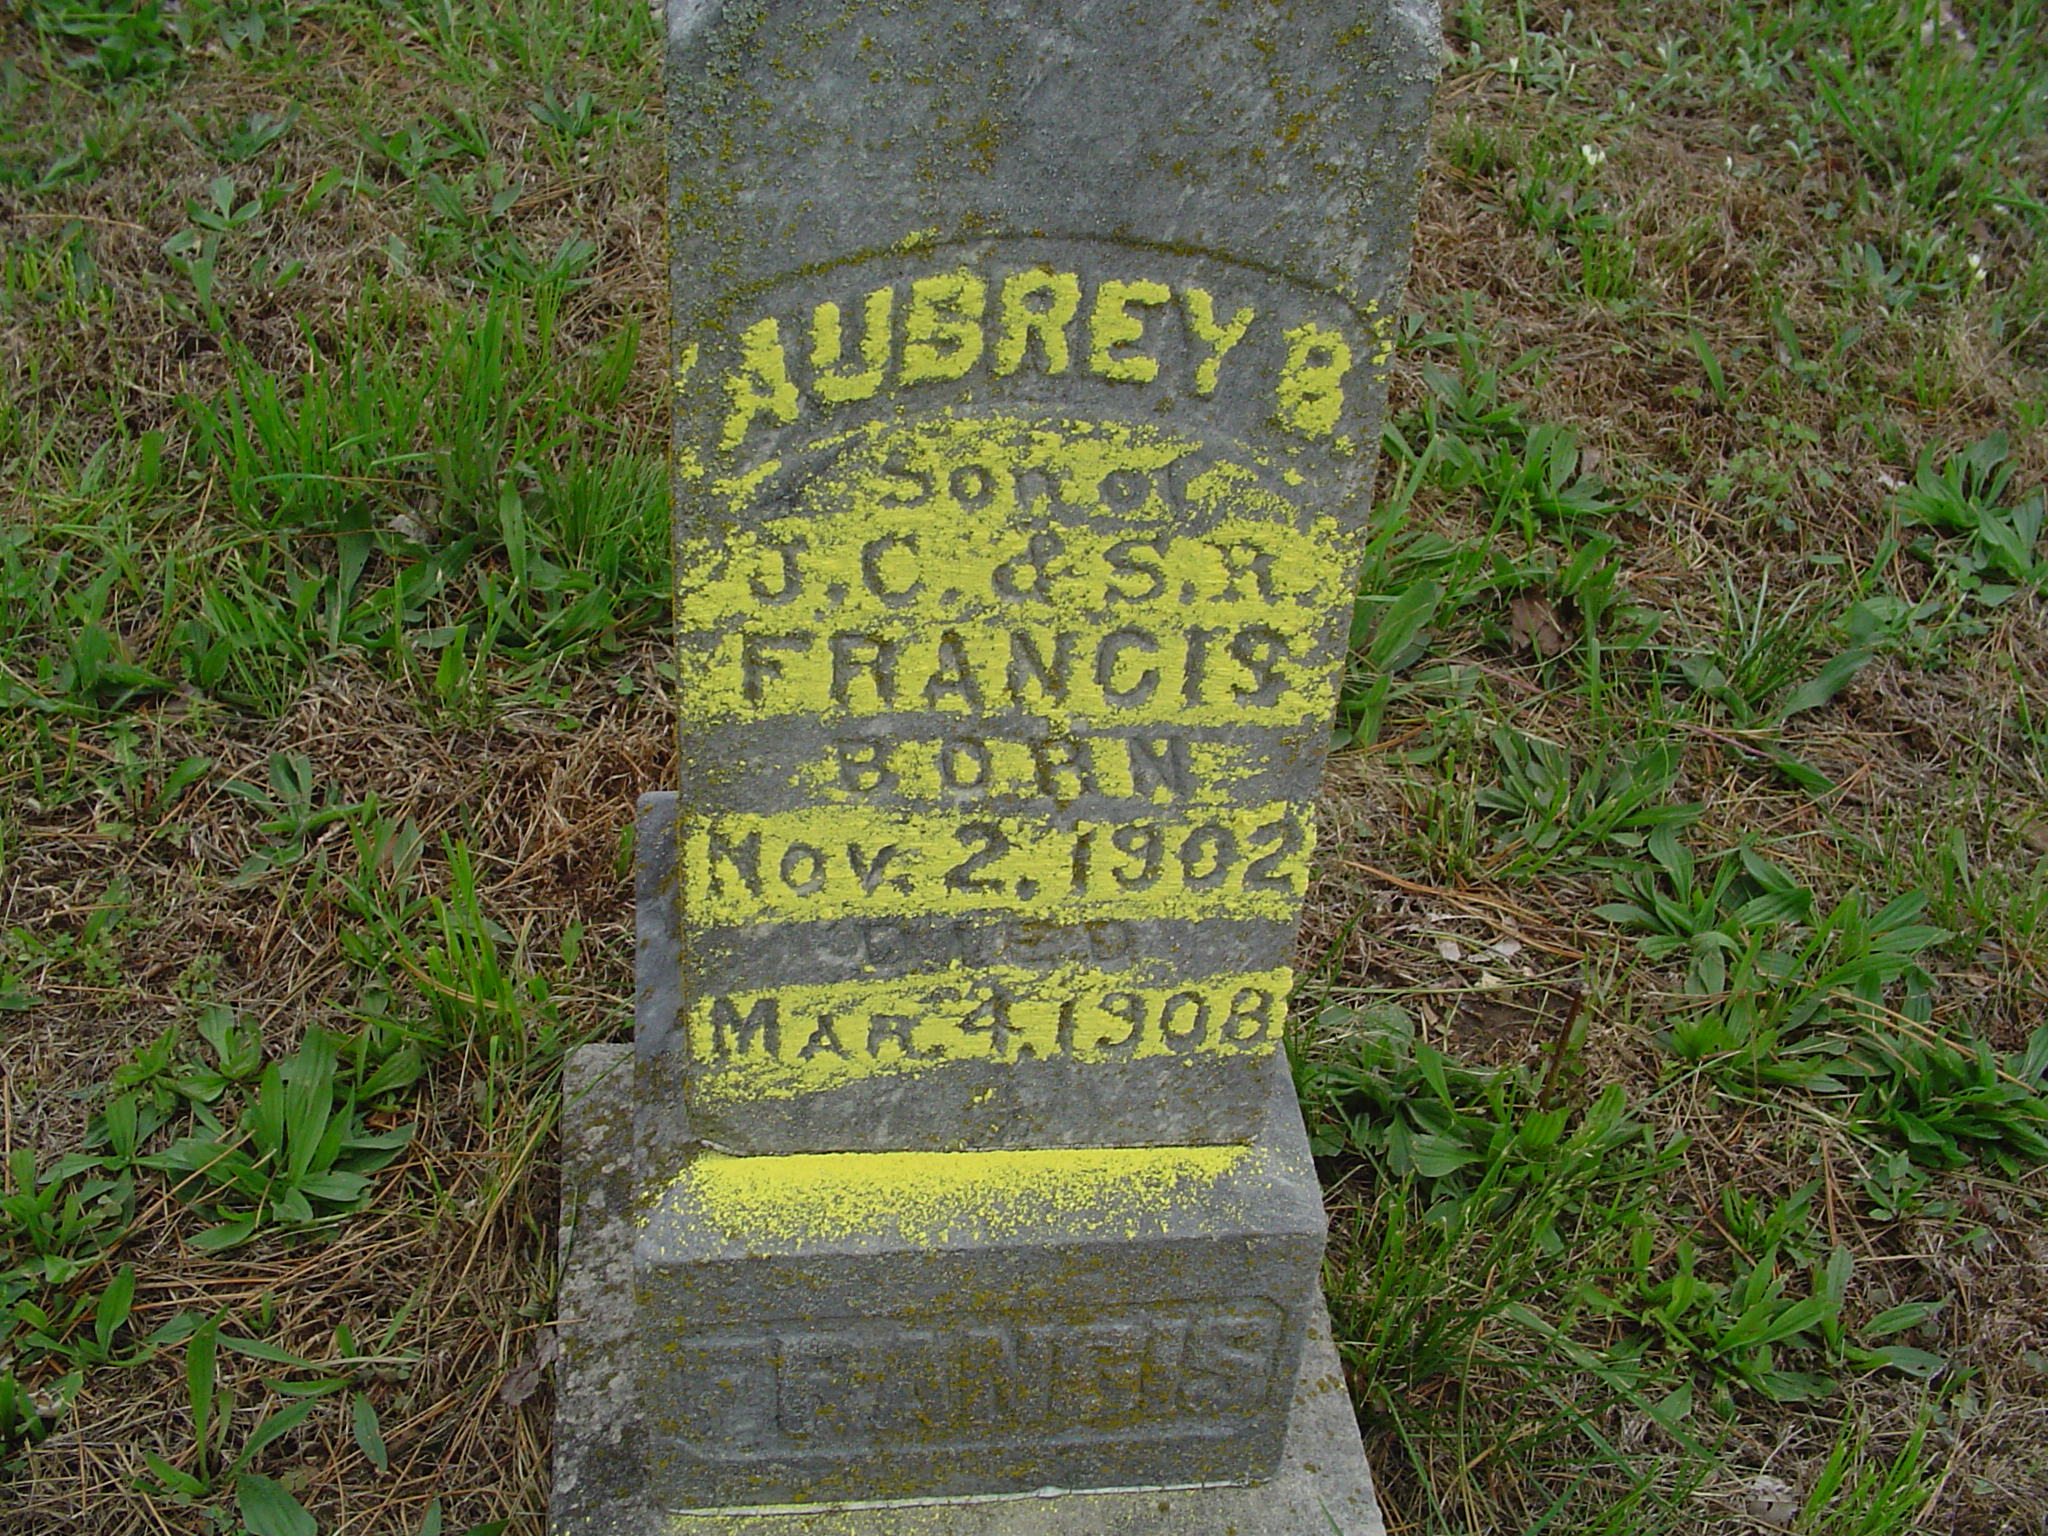 AUBREY B.
Son of
J. C. & S. R.
FRANCIS
BORN
Nov. 2, 1902
DIED
MAR. 4, 1908
FRANCIS